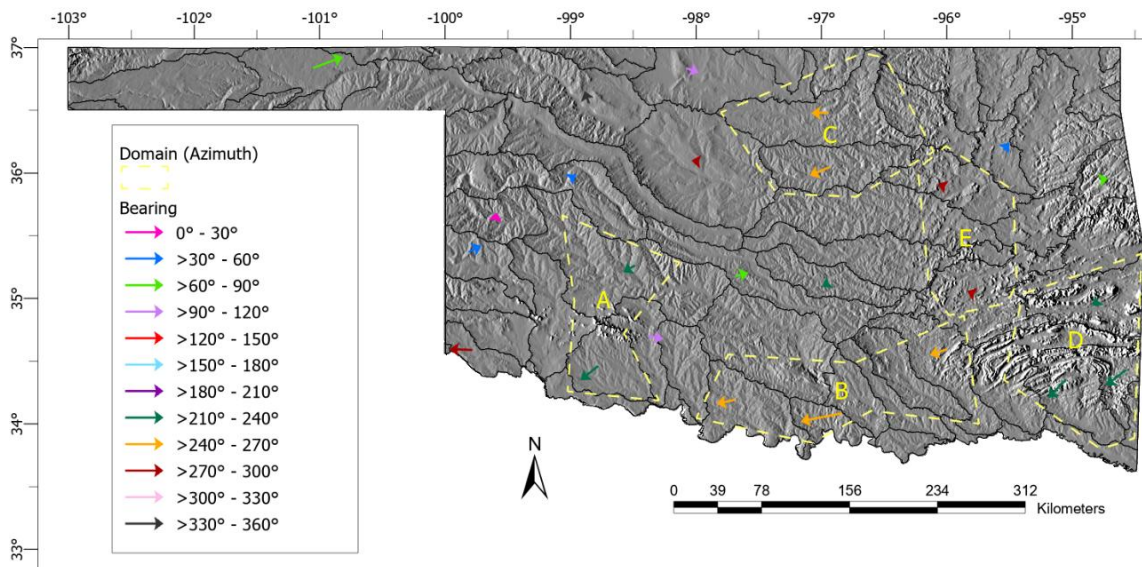 -103° -102° -101° -100° -99° -98° -97° -96° -95°
37°
36°
35°
34°
33°
Domain (Azimuth)
Bearing
0° - 30°
>30° - 60°
>60° - 90°
>90° - 120°
>120° - 150°
>150° - 180°
>180° - 210°
>210° - 240°
>240° - 270°
>270° - 300°
>300° - 330°
>330° - 360°
C
E
A
D
B
N
0 39 78 156 234 312
Kilometers